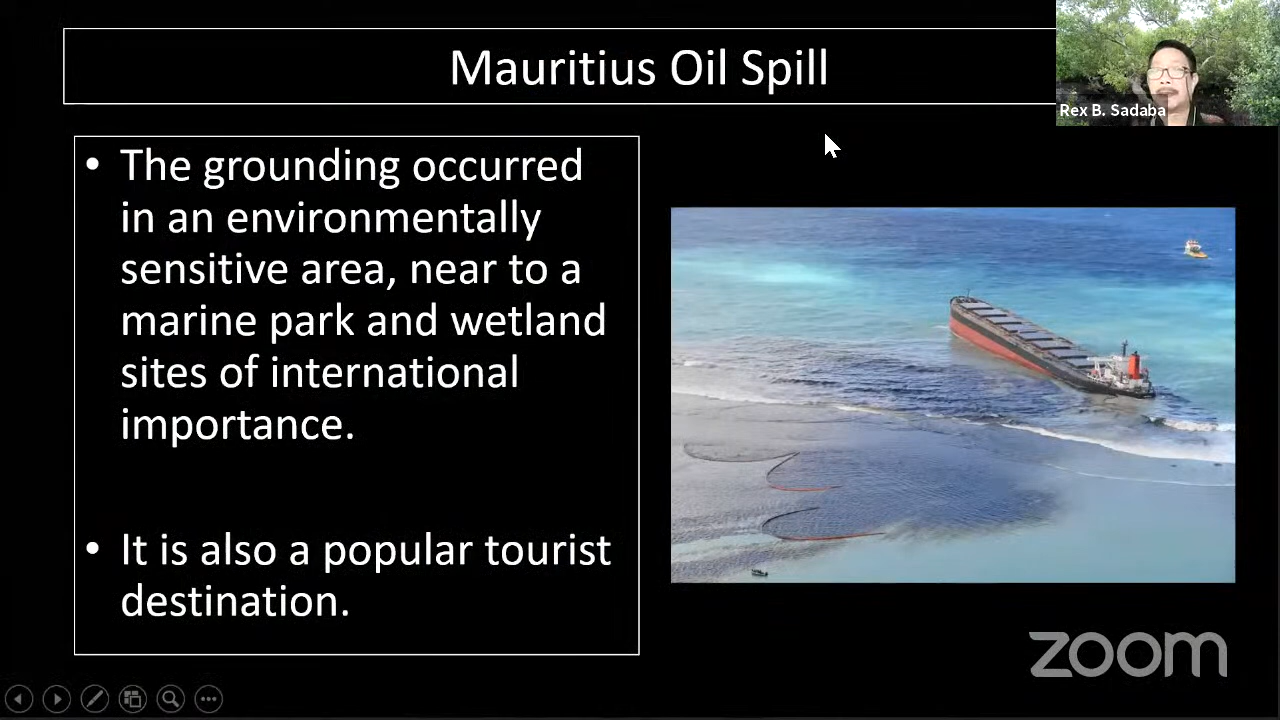 Mauritius Oil Spill
Rex B. Sadaba
• The grounding occurred
in an environmentally
sensitive area, near to a
marine park and wetland
sites of international
importance.
• It is also a popular tourist
destination.
zoom